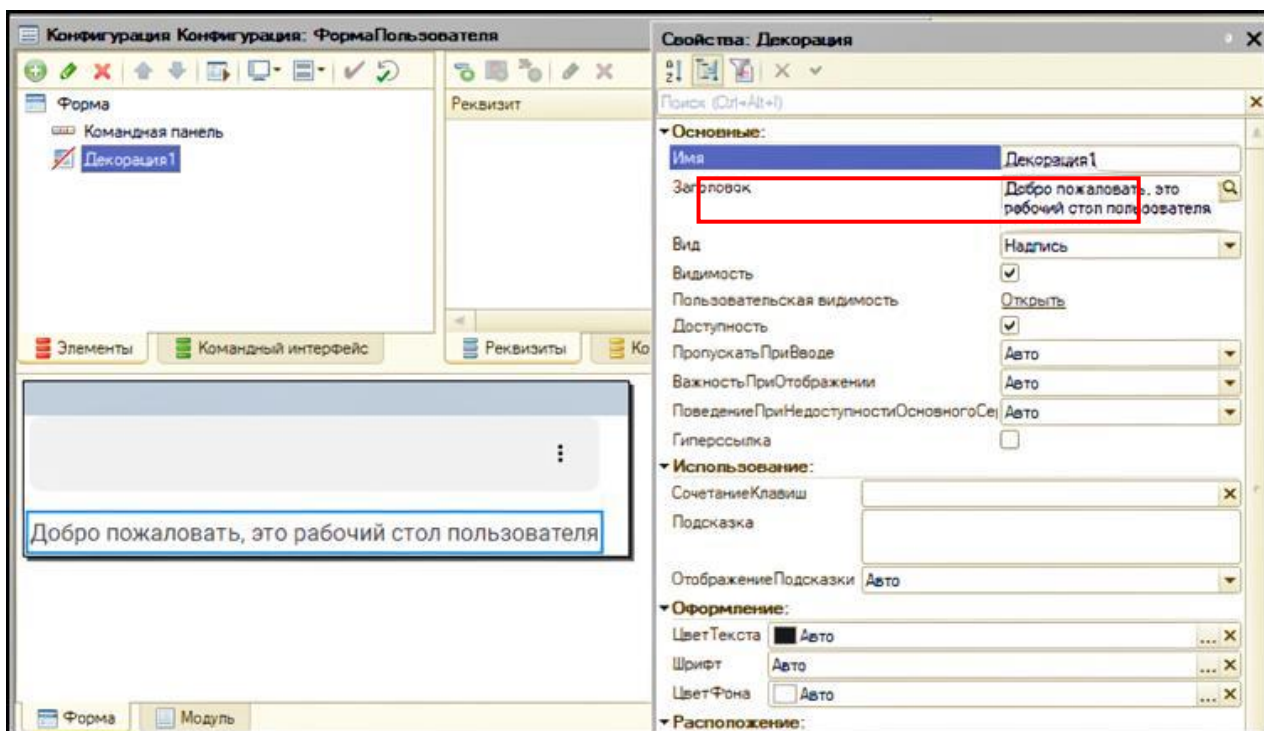 Конфигурация Конфигурация: ФормаПользователя
Форма
Командная панель
Декорация1
Реквизит
Элементы
Командный интерфейс
Реквизиты
Ко
Добро пожаловать, это рабочий стол пользователя
Форма
Модуль
Свойства: Декорация
Поиск (Ctrl+Alt+I)
Основные:
Имя Декорация1
Заголовок Добро пожаловать, это
рабочий стол пользователя
Вид Надпись
Видимость
Пользовательская видимость Открыть
Доступность
ПропускатьПриВводе Авто
ВажностьПриОтображении Авто
ПоведениеПриНедоступностиОсновногоСер Авто
Гиперссылка
Использование:
СочетаниеКлавиш
Подсказка
ОтображениеПодсказки Авто
Оформление:
ЦветТекста Авто ...
Шрифт Авто ...
ЦветФона Авто ...
Расположение: